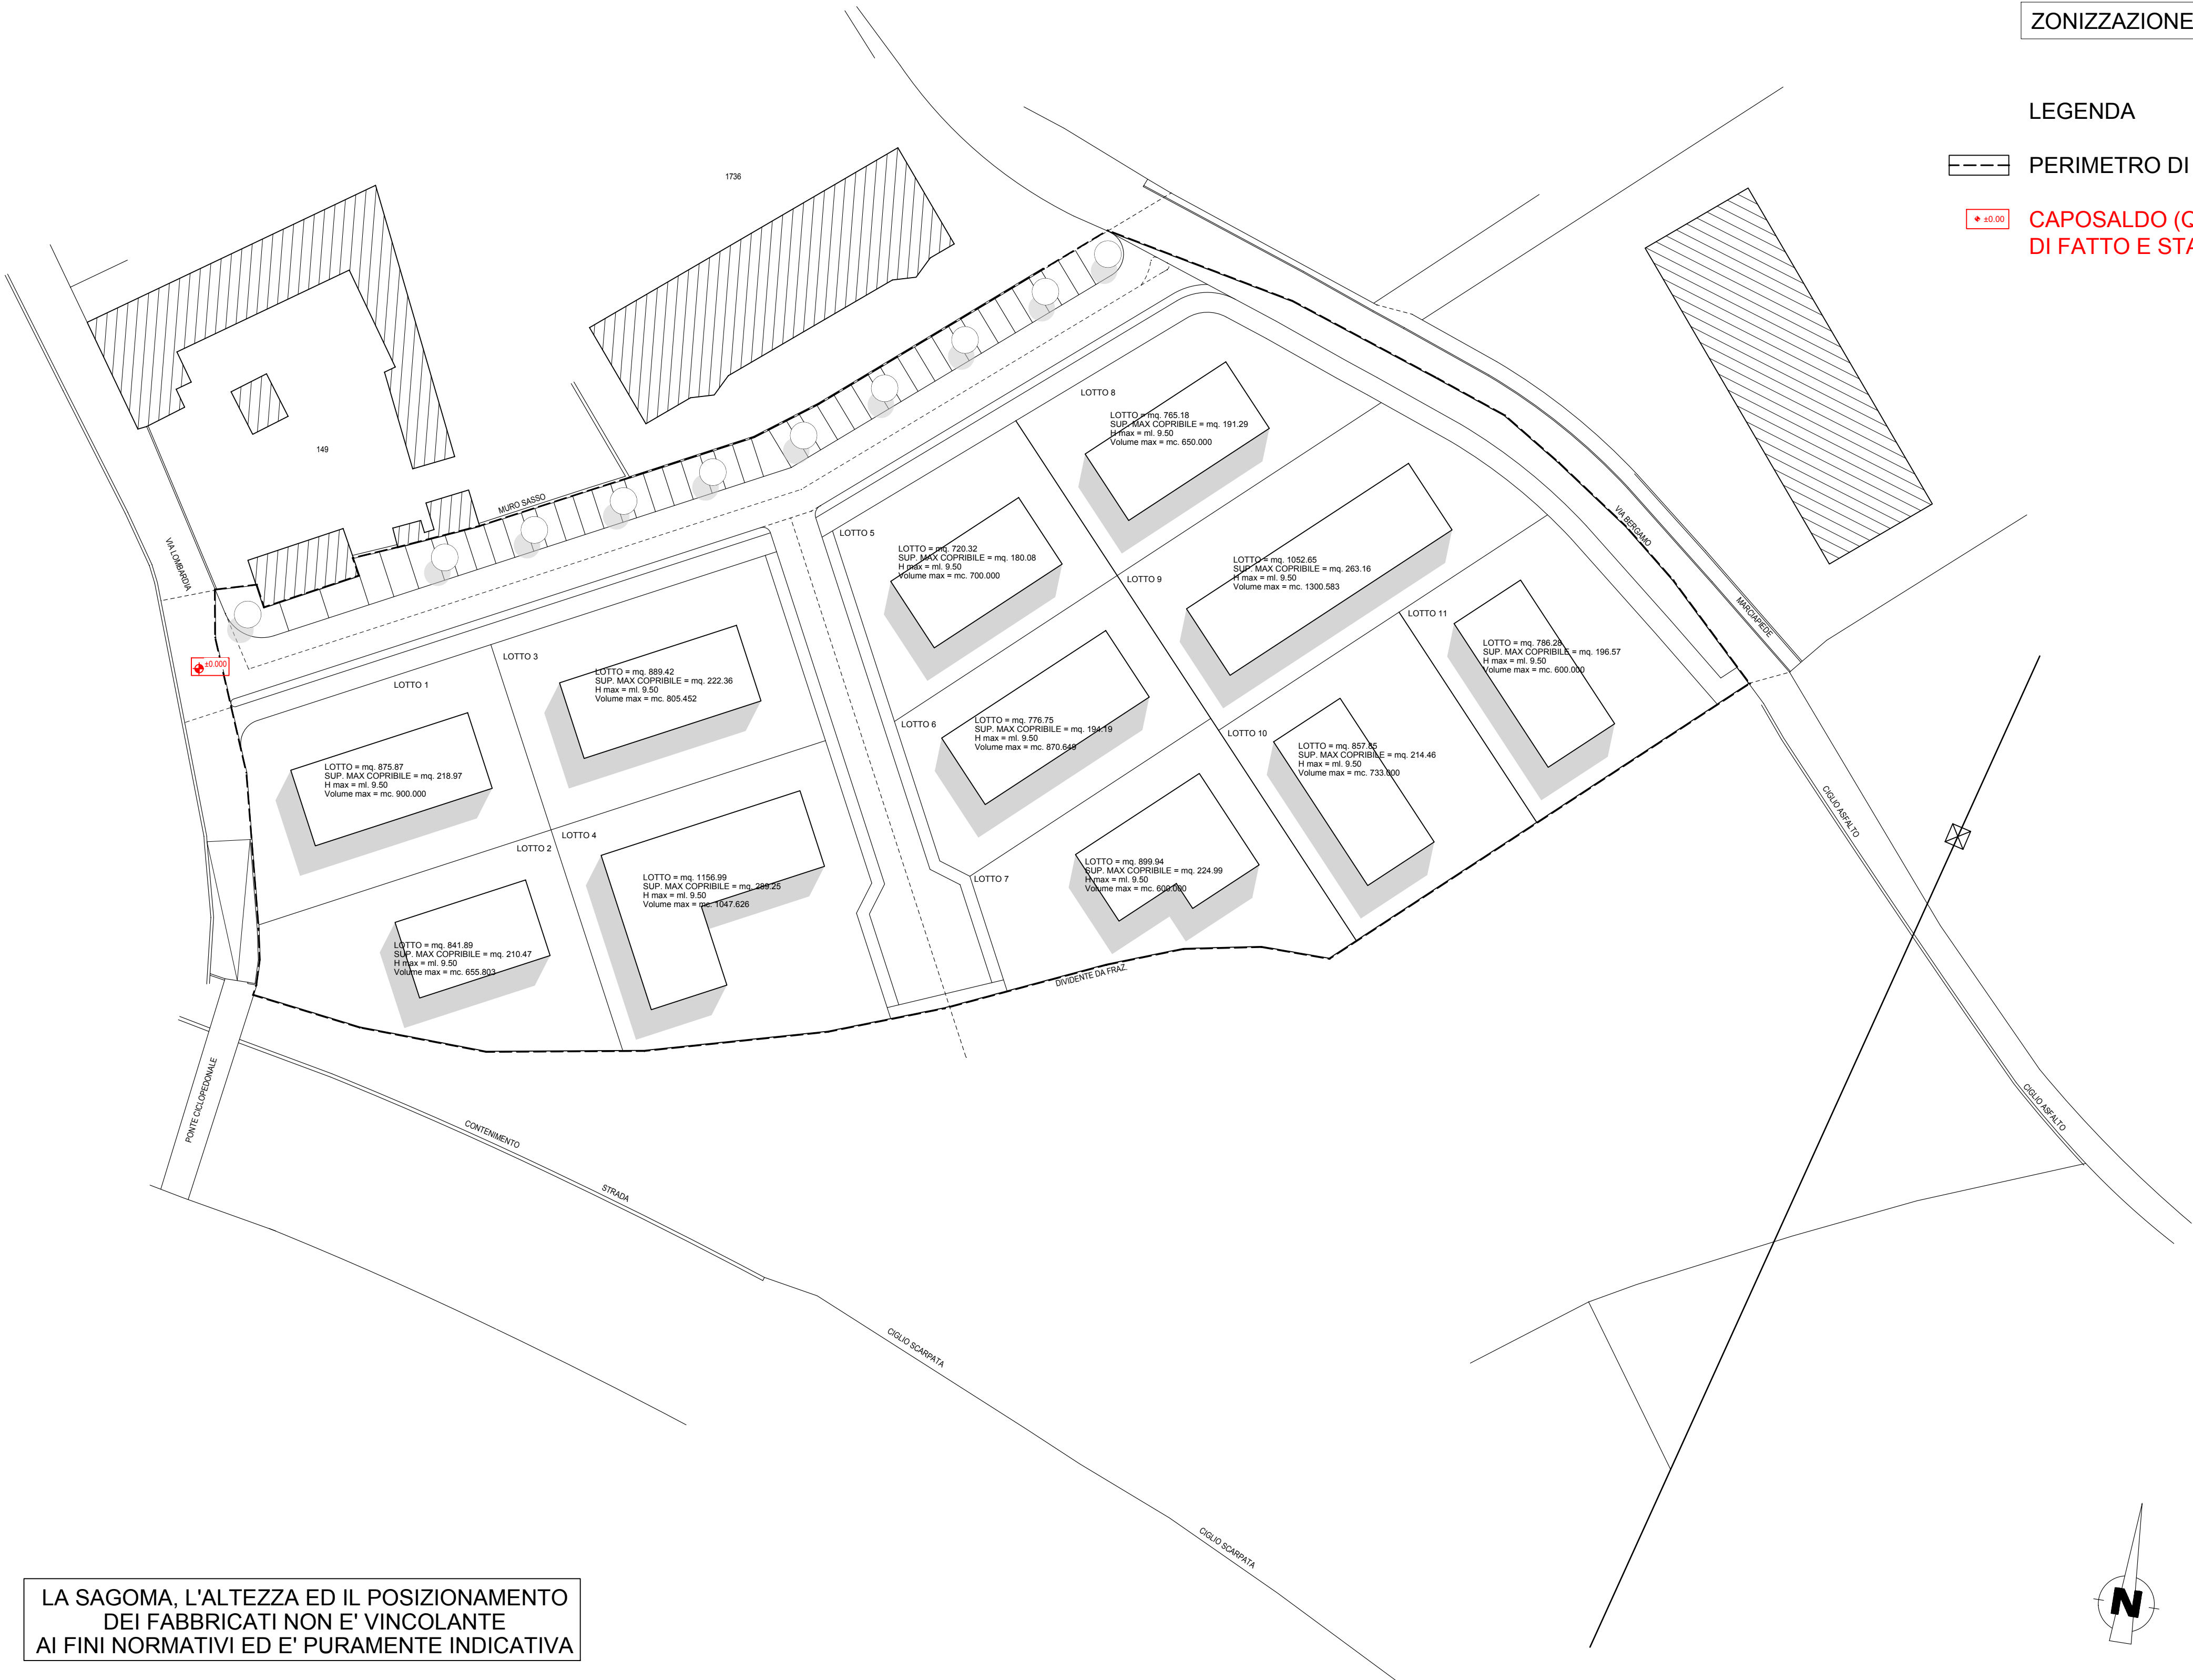 ZONIZZAZIONE
LEGENDA
PERIMETRO DI
±0.00
CAPOSALDO (Q
DI FATTO E STA
1736
149
MURO SASSO
VIA LOMBARDIA
±0.000
LOTTO 8
LOTTO = mq. 765.18
SUP. MAX COPRIBILE = mq. 191.29
H max = ml. 9.50
Volume max = mc. 650.000
LOTTO 5
LOTTO = mq. 720.32
SUP. MAX COPRIBILE = mq. 180.08
H max = ml. 9.50
Volume max = mc. 700.000
LOTTO 9
LOTTO = mq. 1052.65
SUP. MAX COPRIBILE = mq. 263.16
H max = ml. 9.50
Volume max = mc. 1300.583
VIA BERGAMO
MARCIAPIEDE
LOTTO 11
LOTTO = mq. 786.28
SUP. MAX COPRIBILE = mq. 196.57
H max = ml. 9.50
Volume max = mc. 600.000
LOTTO 3
LOTTO = mq. 889.42
SUP. MAX COPRIBILE = mq. 222.36
H max = ml. 9.50
Volume max = mc. 805.452
LOTTO 1
LOTTO = mq. 875.87
SUP. MAX COPRIBILE = mq. 218.97
H max = ml. 9.50
Volume max = mc. 900.000
LOTTO 6
LOTTO = mq. 776.75
SUP. MAX COPRIBILE = mq. 194.19
H max = ml. 9.50
Volume max = mc. 870.649
LOTTO 10
LOTTO = mq. 857.85
SUP. MAX COPRIBILE = mq. 214.46
H max = ml. 9.50
Volume max = mc. 733.000
LOTTO 4
LOTTO = mq. 1156.99
SUP. MAX COPRIBILE = mq. 289.25
H max = ml. 9.50
Volume max = mc. 1047.626
LOTTO 2
LOTTO = mq. 841.89
SUP. MAX COPRIBILE = mq. 210.47
H max = ml. 9.50
Volume max = mc. 655.803
LOTTO 7
LOTTO = mq. 899.94
SUP. MAX COPRIBILE = mq. 224.99
H max = ml. 9.50
Volume max = mc. 600.000
DIVIDENTE DA FRAZ.
CIGLIO ASFALTO
CIGLIO ASFALTO
PONTE CICLOPEDONALE
CONTENIMENTO
STRADA
CIGLIO SCARPATA
CIGLIO SCARPATA
LA SAGOMA, L'ALTEZZA ED IL POSIZIONAMENTO
DEI FABBRICATI NON E' VINCOLANTE
AI FINI NORMATIVI ED E' PURAMENTE INDICATIVA
N